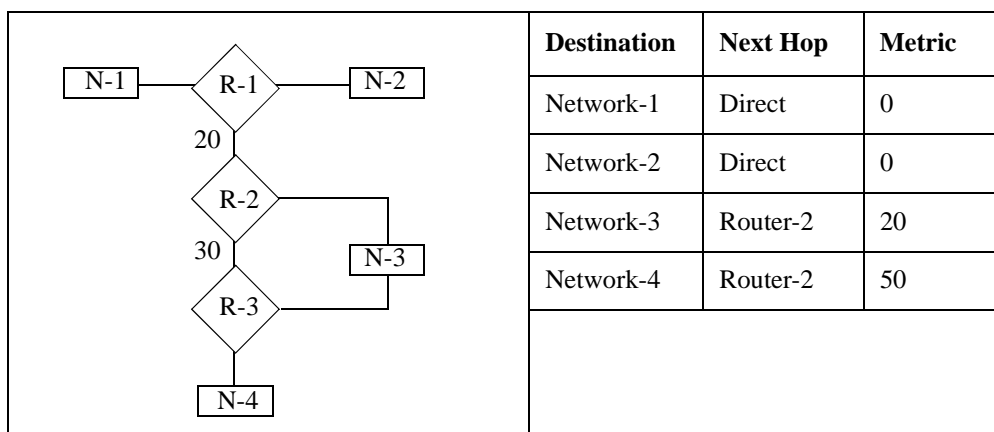 N-1
R-1
N-2
20
R-2
30
N-3
R-3
N-4
Destination Next Hop Metric
Network-1 Direct 0
Network-2 Direct 0
Network-3 Router-2 20
Network-4 Router-2 50